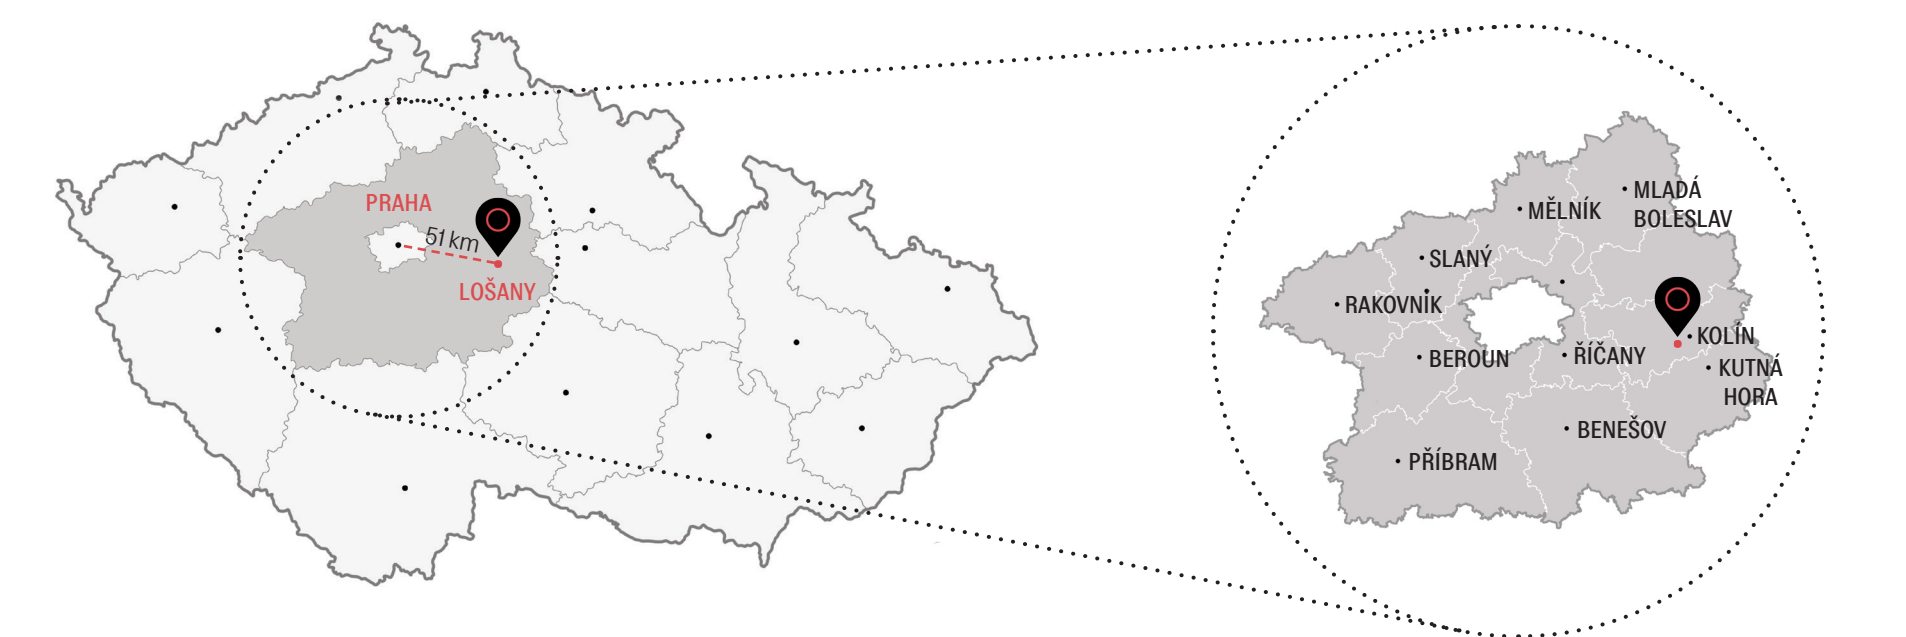 PRAHA
51 km
LOŠANY
MLADÁ
BOLESLAV
MĚLNÍK
SLANÝ
RAKOVNÍK
KOLÍN
BEROUN
ŘÍČANY
KUTNÁ
HORA
BENEŠOV
PŘÍBRAM